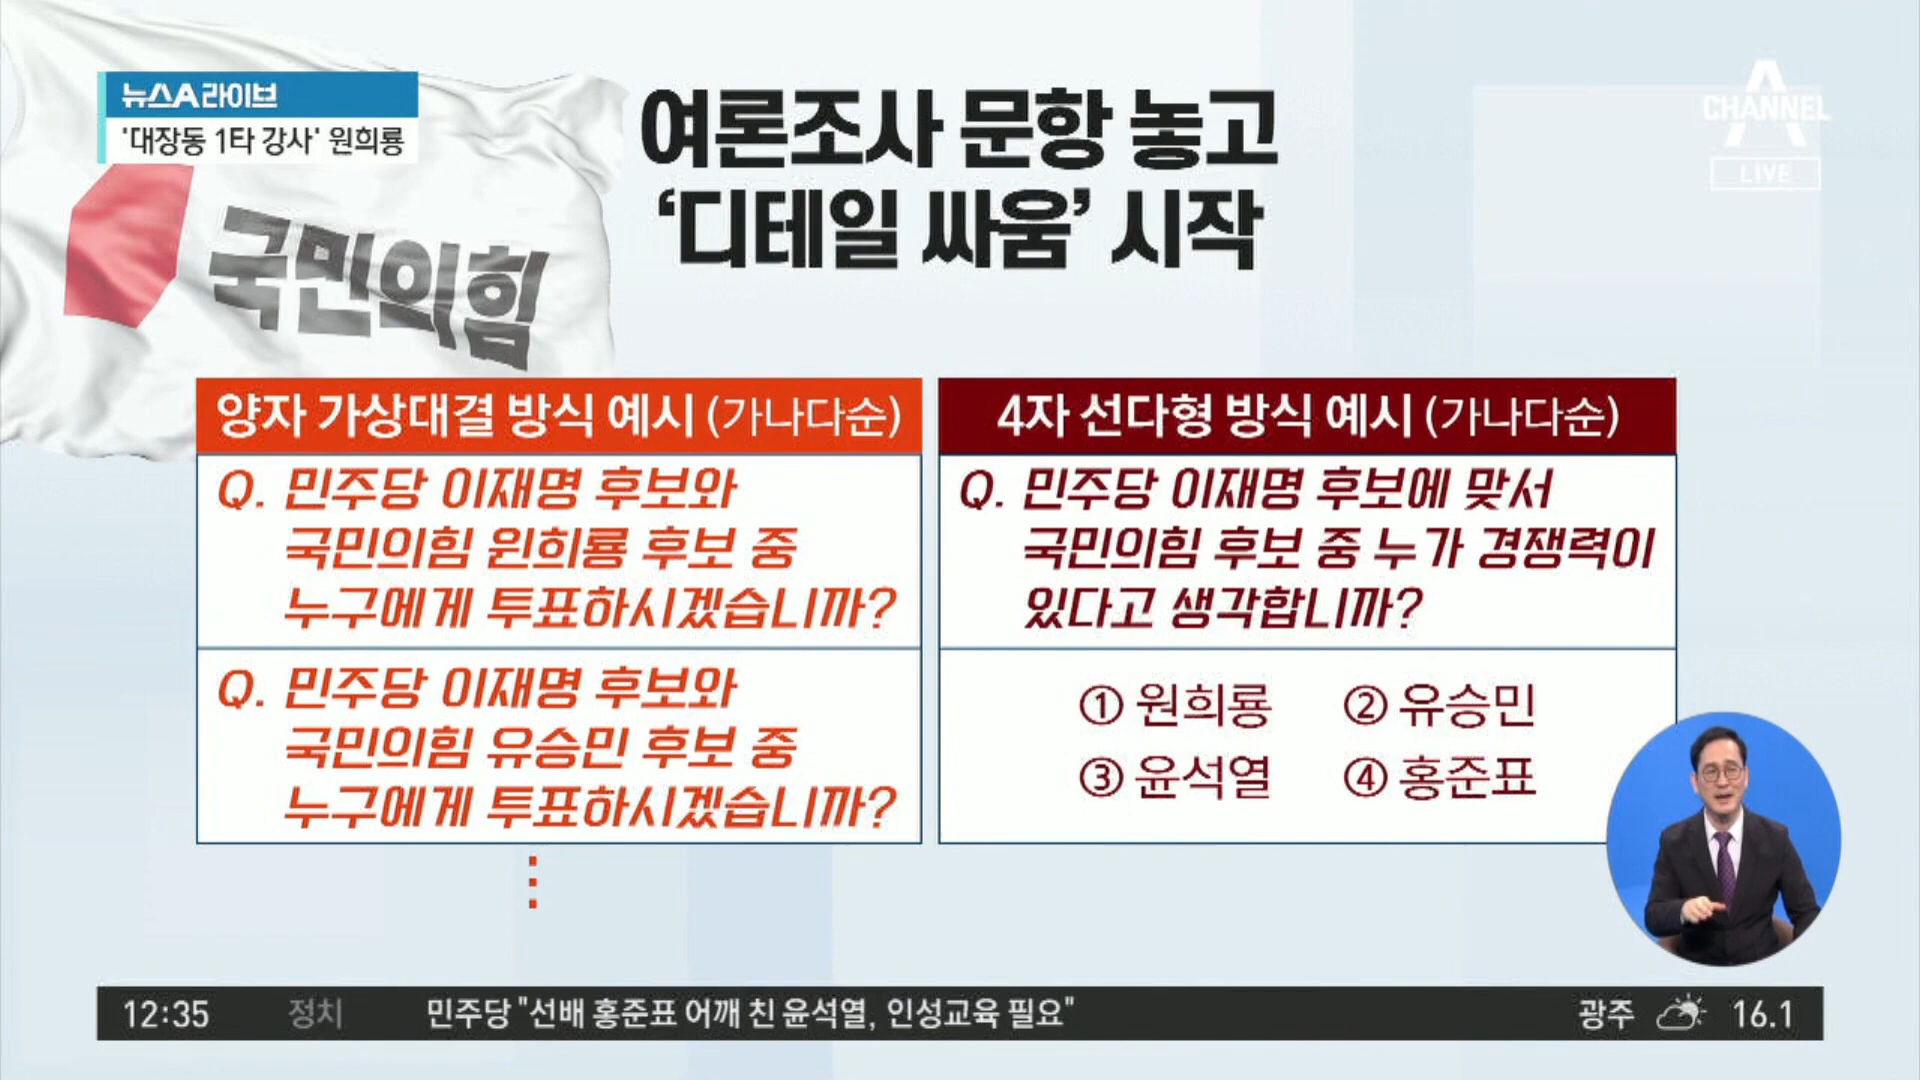 뉴스A라이브
'대장동 1타 강사' 원희룡
국민의힘
여론조사 문항 놓고
'디테일 싸움' 시작
CHANNEL A
LIVE
양자 가상대결 방식 예시 (가나다순)
Q. 민주당 이재명 후보와
국민의힘 원희룡 후보 중
누구에게 투표하시겠습니까?
Q. 민주당 이재명 후보와
국민의힘 유승민 후보 중
누구에게 투표하시겠습니까?
4자 선다형 방식 예시 (가나다순)
Q. 민주당 이재명 후보에 맞서
국민의힘 후보 중 누가 경쟁력이
있다고 생각합니까?
① 원희룡 ② 유승민
③ 윤석열 ④ 홍준표
12:35 정치 민주당 "선배 홍준표 어깨 친 윤석열, 인성교육 필요" 광주 16.1